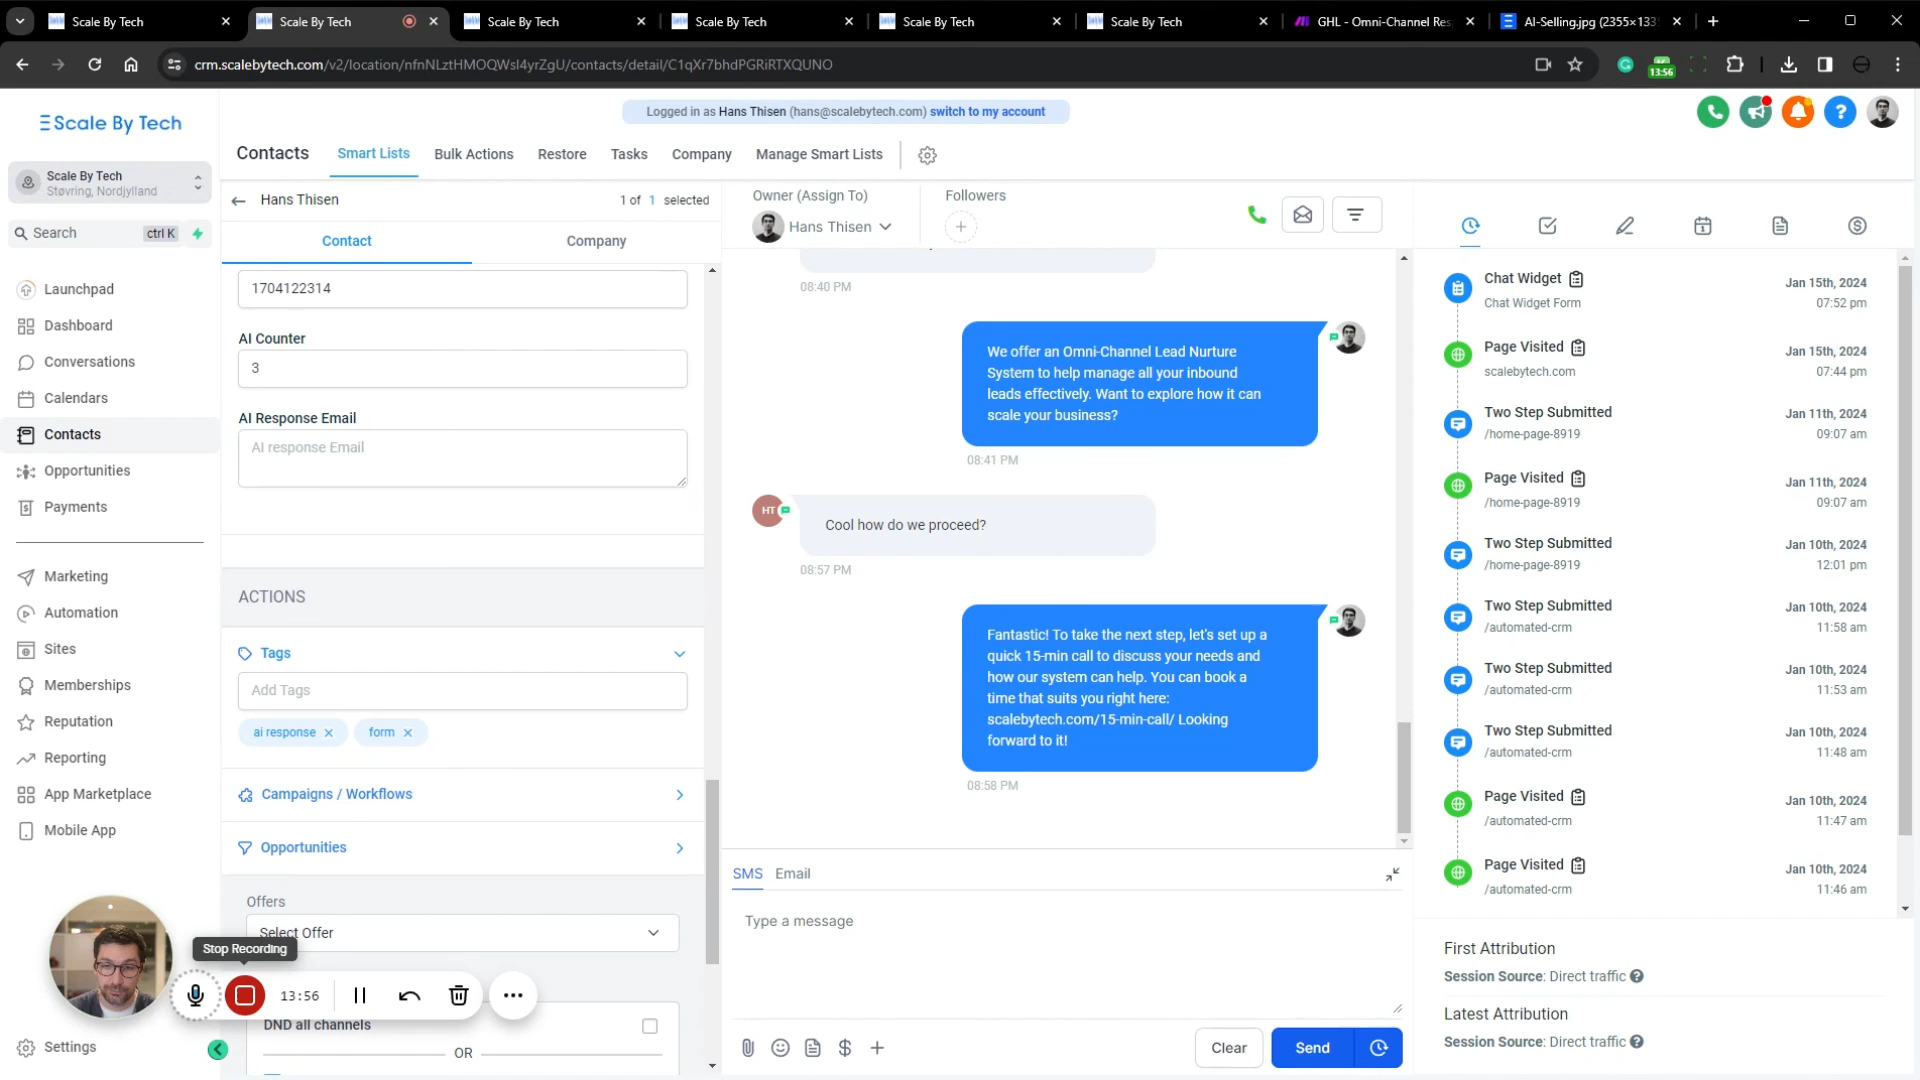 Scale By Tech
Scale By Tech
Scale By Tech
Scale By Tech
Scale By Tech
Scale By Tech
GHL - Omni-Channel Res
AI-Selling.jpg (2355×133
crm.scalebytech.com/v2/location/nfnNLztHMOQWsl4yrZgU/contacts/detail/C1qXr7bhdPGRiRTXQUNO
13:56
Scale By Tech
Logged in as Hans Thisen (hans@scalebytech.com) switch to my account
Contacts
Smart Lists
Bulk Actions
Restore
Tasks
Company
Manage Smart Lists
Scale By Tech
Støvring, Nordjylland
Search
ctrl K
Launchpad
Dashboard
Conversations
Calendars
Contacts
Opportunities
Payments
Marketing
Automation
Sites
Memberships
Reputation
Reporting
App Marketplace
Mobile App
Settings
Hans Thisen
1 of 1 selected
Contact
Company
1704122314
AI Counter
3
AI Response Email
AI response Email
ACTIONS
Tags
Add Tags
ai response
form
Campaigns / Workflows
Opportunities
Offers
Select Offer
Stop Recording
13:56
DND all channels
OR
Owner (Assign To)
Hans Thisen
Followers
08:40 PM
We offer an Omni-Channel Lead Nurture
System to help manage all your inbound
leads effectively. Want to explore how it can
scale your business?
08:41 PM
HT
Cool how do we proceed?
08:57 PM
Fantastic! To take the next step, let's set up a
quick 15-min call to discuss your needs and
how our system can help. You can book a
time that suits you right here:
scalebytech.com/15-min-call/ Looking
forward to it!
08:58 PM
SMS
Email
Type a message
Clear
Send
Chat Widget
Jan 15th, 2024
Chat Widget Form
07:52 pm
Page Visited
Jan 15th, 2024
scalebytech.com
07:44 pm
Two Step Submitted
Jan 11th, 2024
/home-page-8919
09:07 am
Page Visited
Jan 11th, 2024
/home-page-8919
09:07 am
Two Step Submitted
Jan 10th, 2024
/home-page-8919
12:01 pm
Two Step Submitted
Jan 10th, 2024
/automated-crm
11:58 am
Two Step Submitted
Jan 10th, 2024
/automated-crm
11:53 am
Two Step Submitted
Jan 10th, 2024
/automated-crm
11:48 am
Page Visited
Jan 10th, 2024
/automated-crm
11:47 am
Page Visited
Jan 10th, 2024
/automated-crm
11:46 am
First Attribution
Session Source: Direct traffic
Latest Attribution
Session Source: Direct traffic